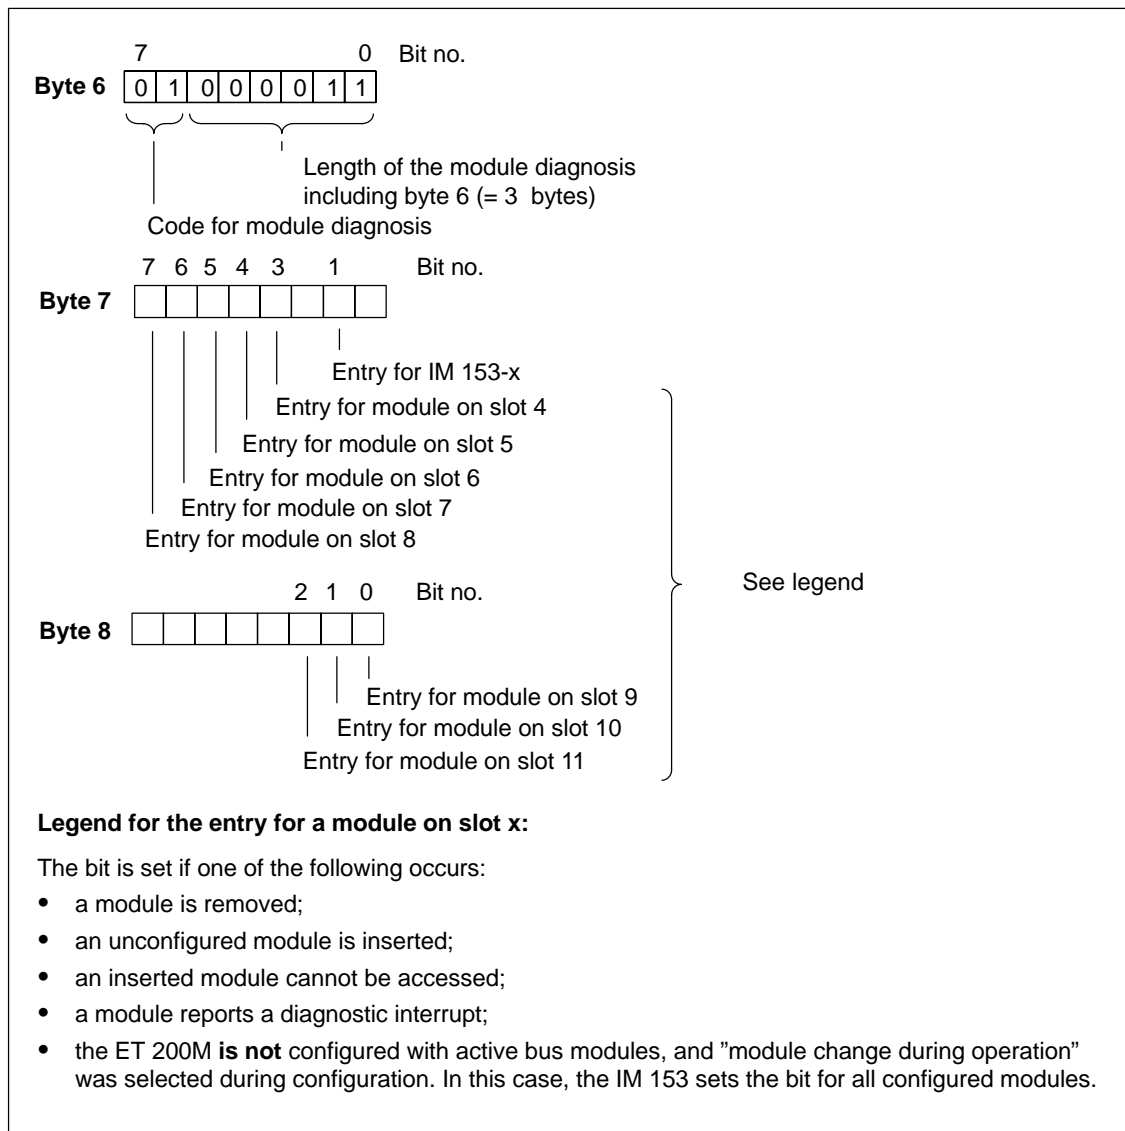 7 0 Bit no.
Byte 6 0 1 0 0 0 0 1 1
Length of the module diagnosis
including byte 6 (= 3 bytes)
Code for module diagnosis
7 6 5 4 3 1 Bit no.
Byte 7
Entry for IM 153-x
Entry for module on slot 4
Entry for module on slot 5
Entry for module on slot 6
Entry for module on slot 7
Entry for module on slot 8
See legend
2 1 0 Bit no.
Byte 8
Entry for module on slot 9
Entry for module on slot 10
Entry for module on slot 11
Legend for the entry for a module on slot x:
The bit is set if one of the following occurs:
• a module is removed;
• an unconfigured module is inserted;
• an inserted module cannot be accessed;
• a module reports a diagnostic interrupt;
• the ET 200M is not configured with active bus modules, and ”module change during operation”
was selected during configuration. In this case, the IM 153 sets the bit for all configured modules.